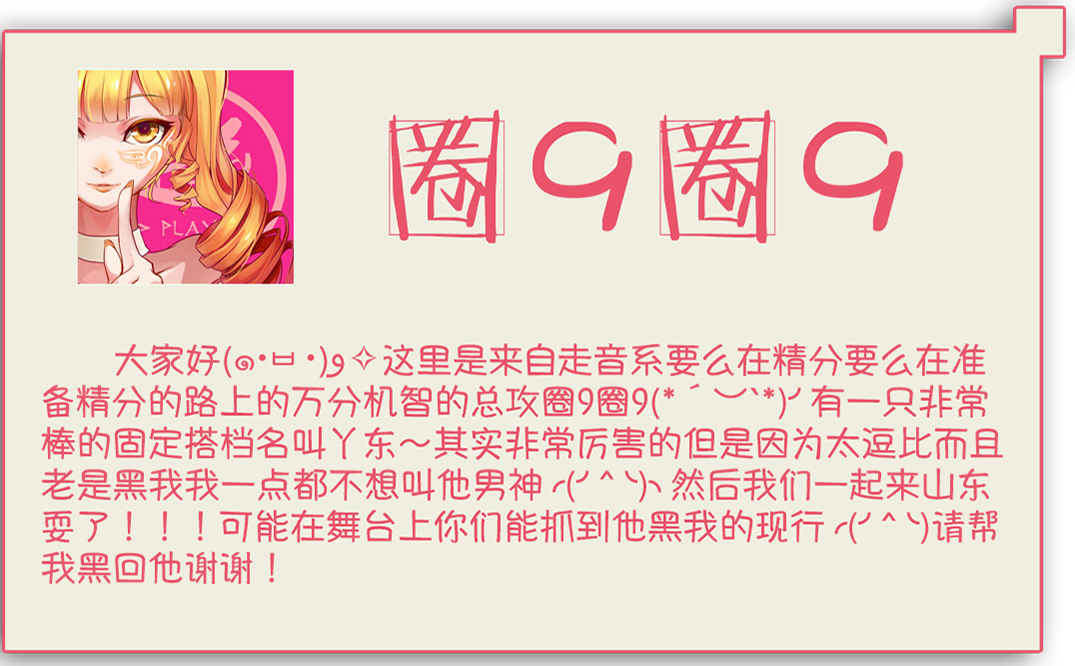 PLAY
圈9圈9
大家好(๑•ㅂ•)و✧这里是来自走音系要么在精分要么在准
备精分的路上的万分机智的总攻圈9圈9(*´︶`*)ノ有一只非常
棒的固定搭档名叫丫东～其实非常厉害的但是因为太逗比而且
老是黑我我一点都不想叫他男神╭(╯^╰)╮然后我们一起来山东
耍了！！！可能在舞台上你们能抓到他黑我的现行╭(╯^╰)请帮
我黑回他谢谢！